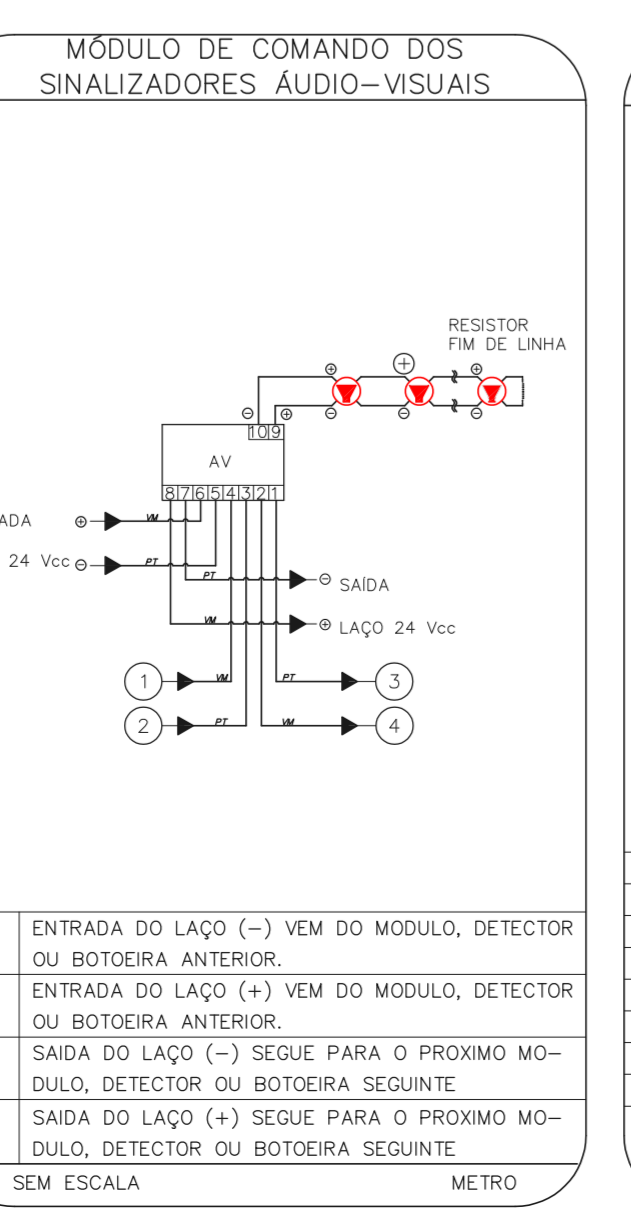 MÓDULO DE COMANDO DOS
SINALIZADORES ÁUDIO-VISUAIS
RESISTOR
FIM DE LINHA
10 9
AV
8 7 6 5 4 3 2 1
ADA
VM
24 Vcc
PT
PT
SAÍDA
VM
LAÇO 24 Vcc
1 VM PT 3
2 PT VM 4
ENTRADA DO LAÇO (-) VEM DO MODULO, DETECTOR
OU BOTOEIRA ANTERIOR.
ENTRADA DO LAÇO (+) VEM DO MODULO, DETECTOR
OU BOTOEIRA ANTERIOR.
SAIDA DO LAÇO (-) SEGUE PARA O PROXIMO MO-
DULO, DETECTOR OU BOTOEIRA SEGUINTE
SAIDA DO LAÇO (+) SEGUE PARA O PROXIMO MO-
DULO, DETECTOR OU BOTOEIRA SEGUINTE
SEM ESCALA METRO